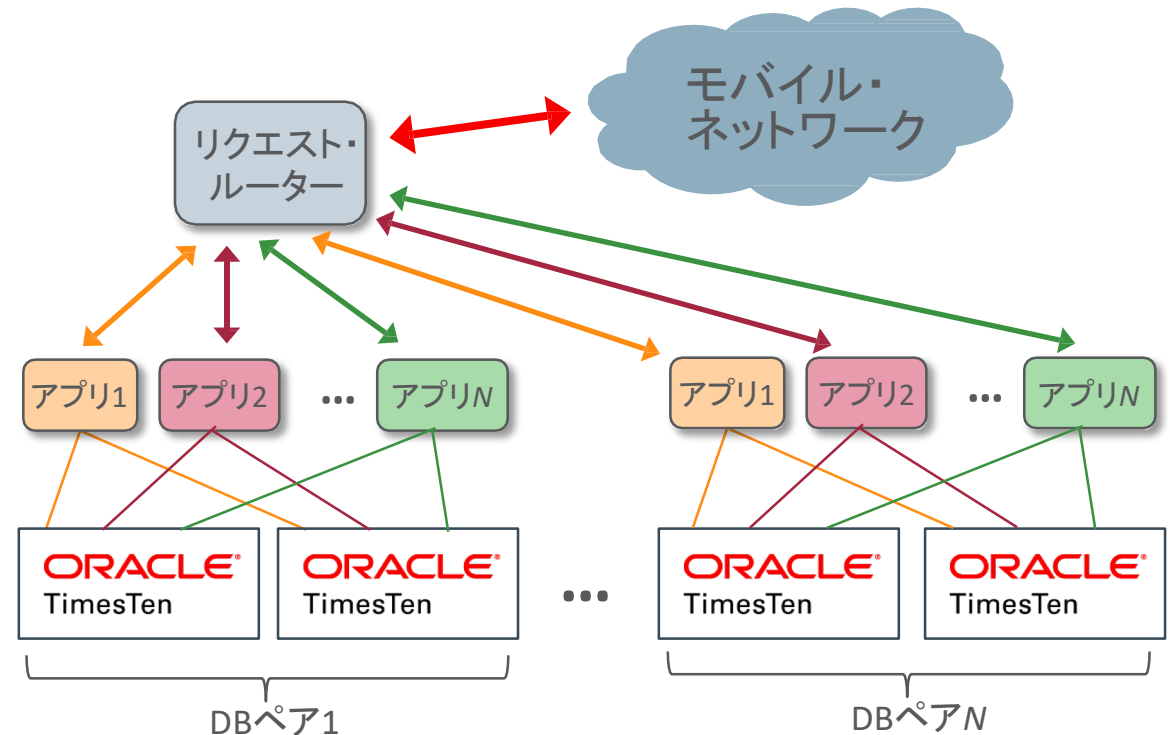 モバイル・
ネットワーク
リクエスト・
ルーター
アプリ1
アプリ2
...
アプリN
アプリ1
アプリ2
...
アプリN
ORACLE®
TimesTen
ORACLE®
TimesTen
...
ORACLE®
TimesTen
ORACLE®
TimesTen
DBペア1
DBペアN